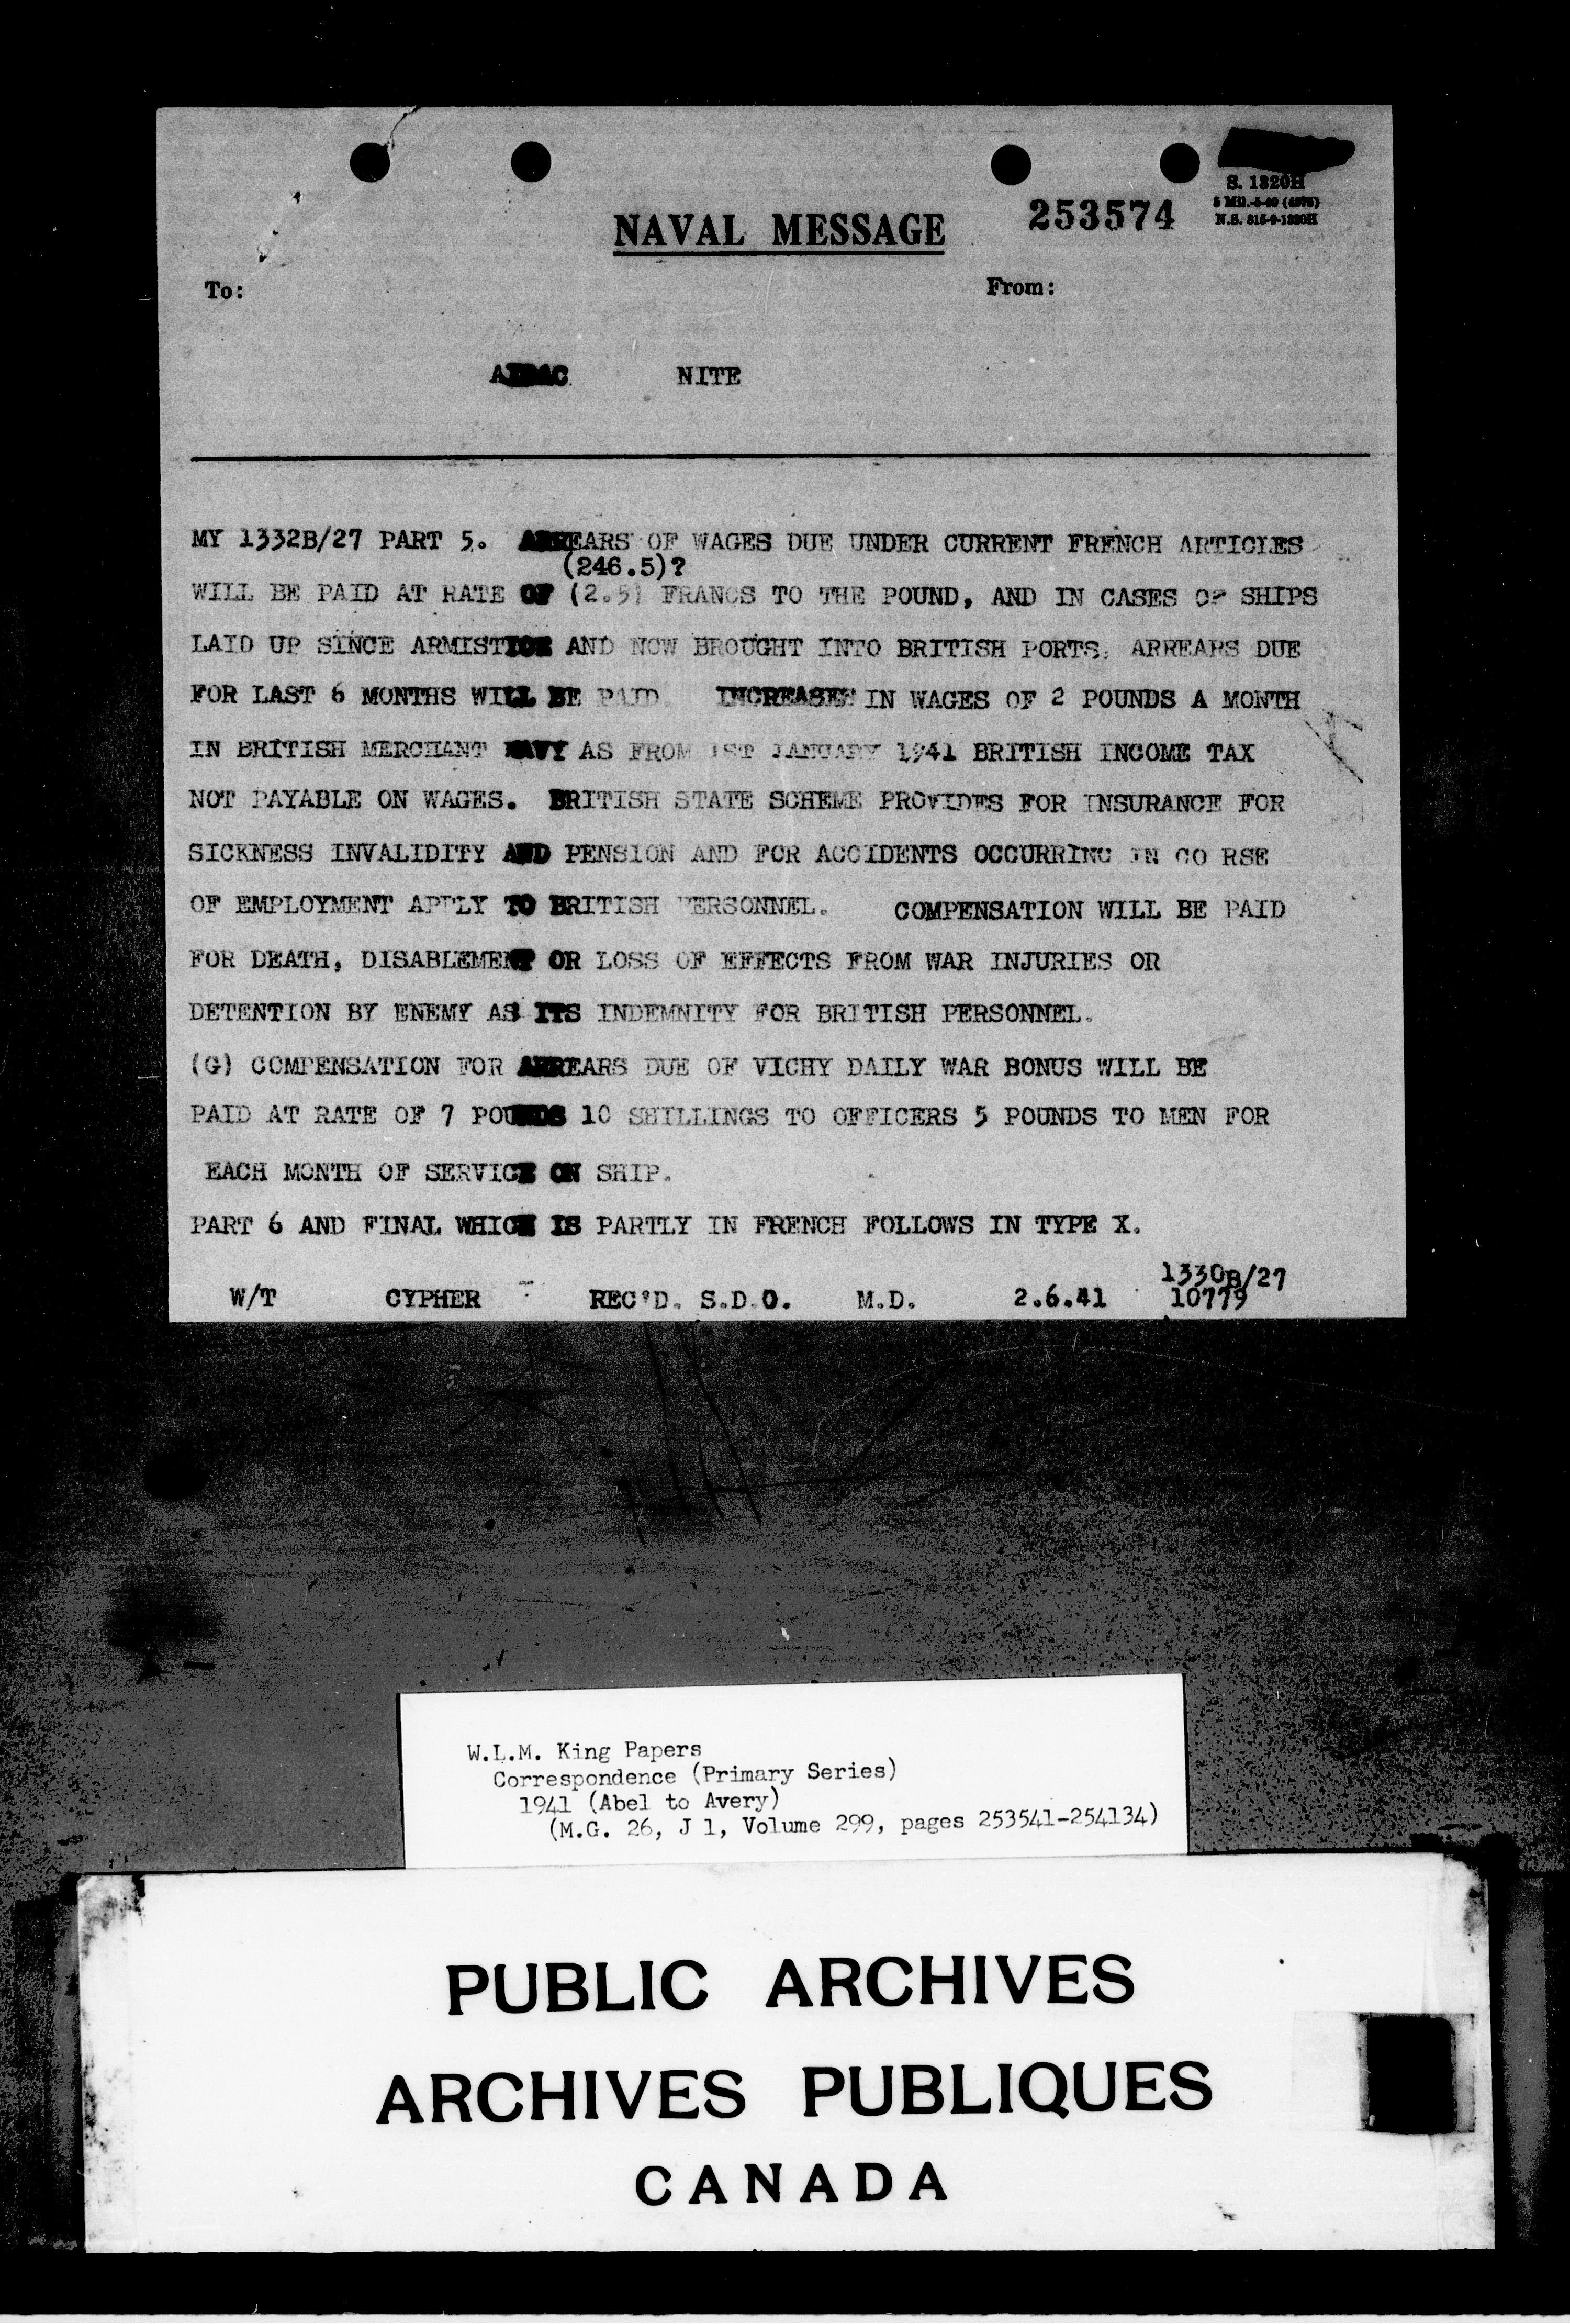 S. 1320H
5 Mil.-5-40 (4075)
N.S. 815-9-1320H
253574
NAVAL MESSAGE
To:
From:
NITE
MY 1332B/27 PART 5. ARREARS OF WAGES DUE UNDER CURRENT FRENCH ARTICLES
(246.5)?
WILL BE PAID AT RATE OF (2.5) FRANCS TO THE POUND, AND IN CASES OF SHIPS
LAID UP SINCE ARMISTICE AND NOW BROUGHT INTO BRITISH PORTS. ARREARS DUE
FOR LAST 6 MONTHS WILL BE PAID. INCREASES IN WAGES OF 2 POUNDS A MONTH
IN BRITISH MERCHANT NAVY AS FROM 1ST JANUARY 1941 BRITISH INCOME TAX
NOT PAYABLE ON WAGES. BRITISH STATE SCHEME PROVIDES FOR INSURANCE FOR
SICKNESS INVALIDITY AND PENSION AND FOR ACCIDENTS OCCURRING IN CO RSE
OF EMPLOYMENT APPLY TO BRITISH PERSONNEL. COMPENSATION WILL BE PAID
FOR DEATH, DISABLEMENT OR LOSS OF EFFECTS FROM WAR INJURIES OR
DETENTION BY ENEMY AS ITS INDEMNITY FOR BRITISH PERSONNEL.
(G) COMPENSATION FOR ARREARS DUE OF VICHY DAILY WAR BONUS WILL BE
PAID AT RATE OF 7 POUNDS 10 SHILLINGS TO OFFICERS 5 POUNDS TO MEN FOR
EACH MONTH OF SERVICE ON SHIP.
PART 6 AND FINAL WHICH IS PARTLY IN FRENCH FOLLOWS IN TYPE X.
1330B/27
W/T CYPHER REC'D. S.D.O. M.D. 2.6.41 10779
W.L.M. King Papers
Correspondence (Primary Series)
1941 (Abel to Avery)
(M.G. 26, J 1, Volume 299, pages 253541-254134)
PUBLIC ARCHIVES
ARCHIVES PUBLIQUES
CANADA